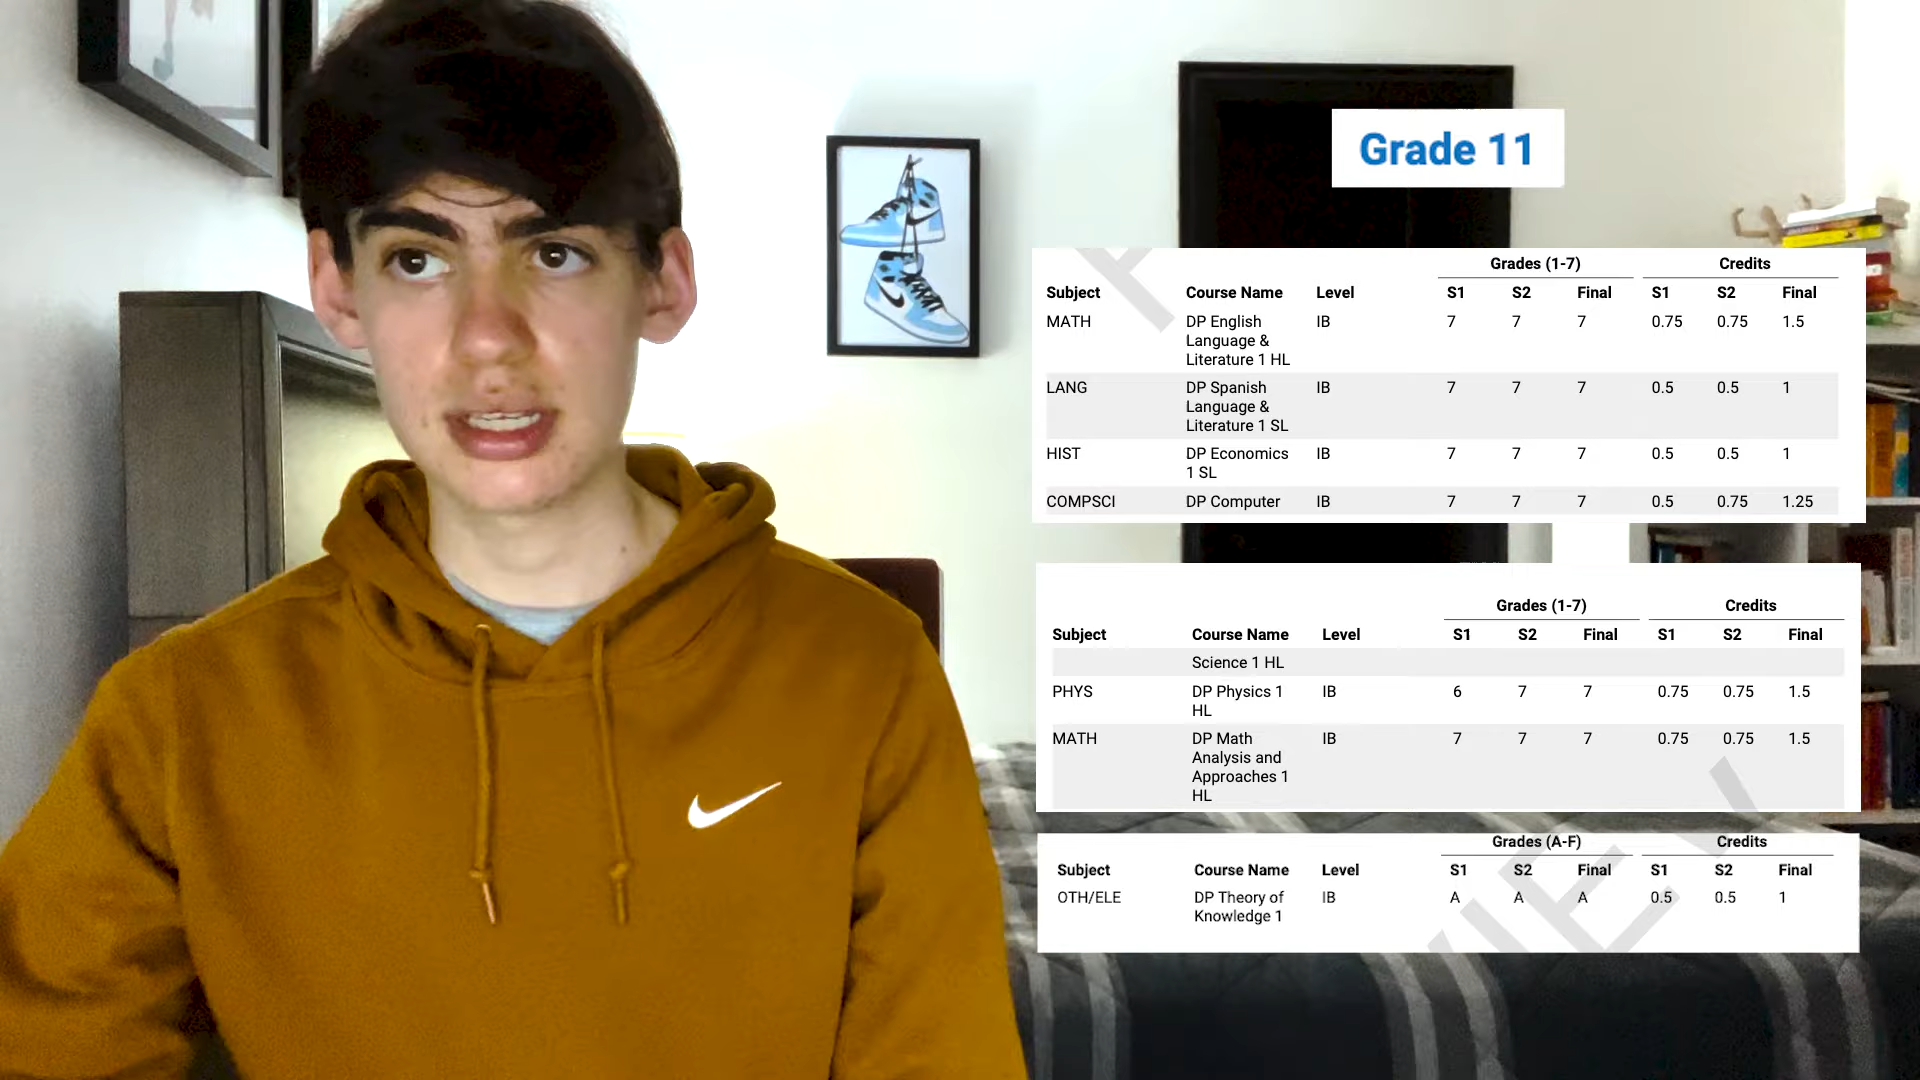 Grade 11
Grades (1-7) Credits
Subject Course Name Level S1 S2 Final S1 S2 Final
MATH DP English IB 7 7 7 0.75 0.75 1.5
Language &
Literature 1 HL
LANG DP Spanish IB 7 7 7 0.5 0.5 1
Language &
Literature 1 SL
HIST DP Economics IB 7 7 7 0.5 0.5 1
1 SL
COMPSCI DP Computer IB 7 7 7 0.5 0.75 1.25
Grades (1-7) Credits
Subject Course Name Level S1 S2 Final S1 S2 Final
Science 1 HL
PHYS DP Physics 1 IB 6 7 7 0.75 0.75 1.5
HL
MATH DP Math IB 7 7 7 0.75 0.75 1.5
Analysis and
Approaches 1
HL
Grades (A-F) Credits
Subject Course Name Level S1 S2 Final S1 S2 Final
OTH/ELE DP Theory of IB A A A 0.5 0.5 1
Knowledge 1